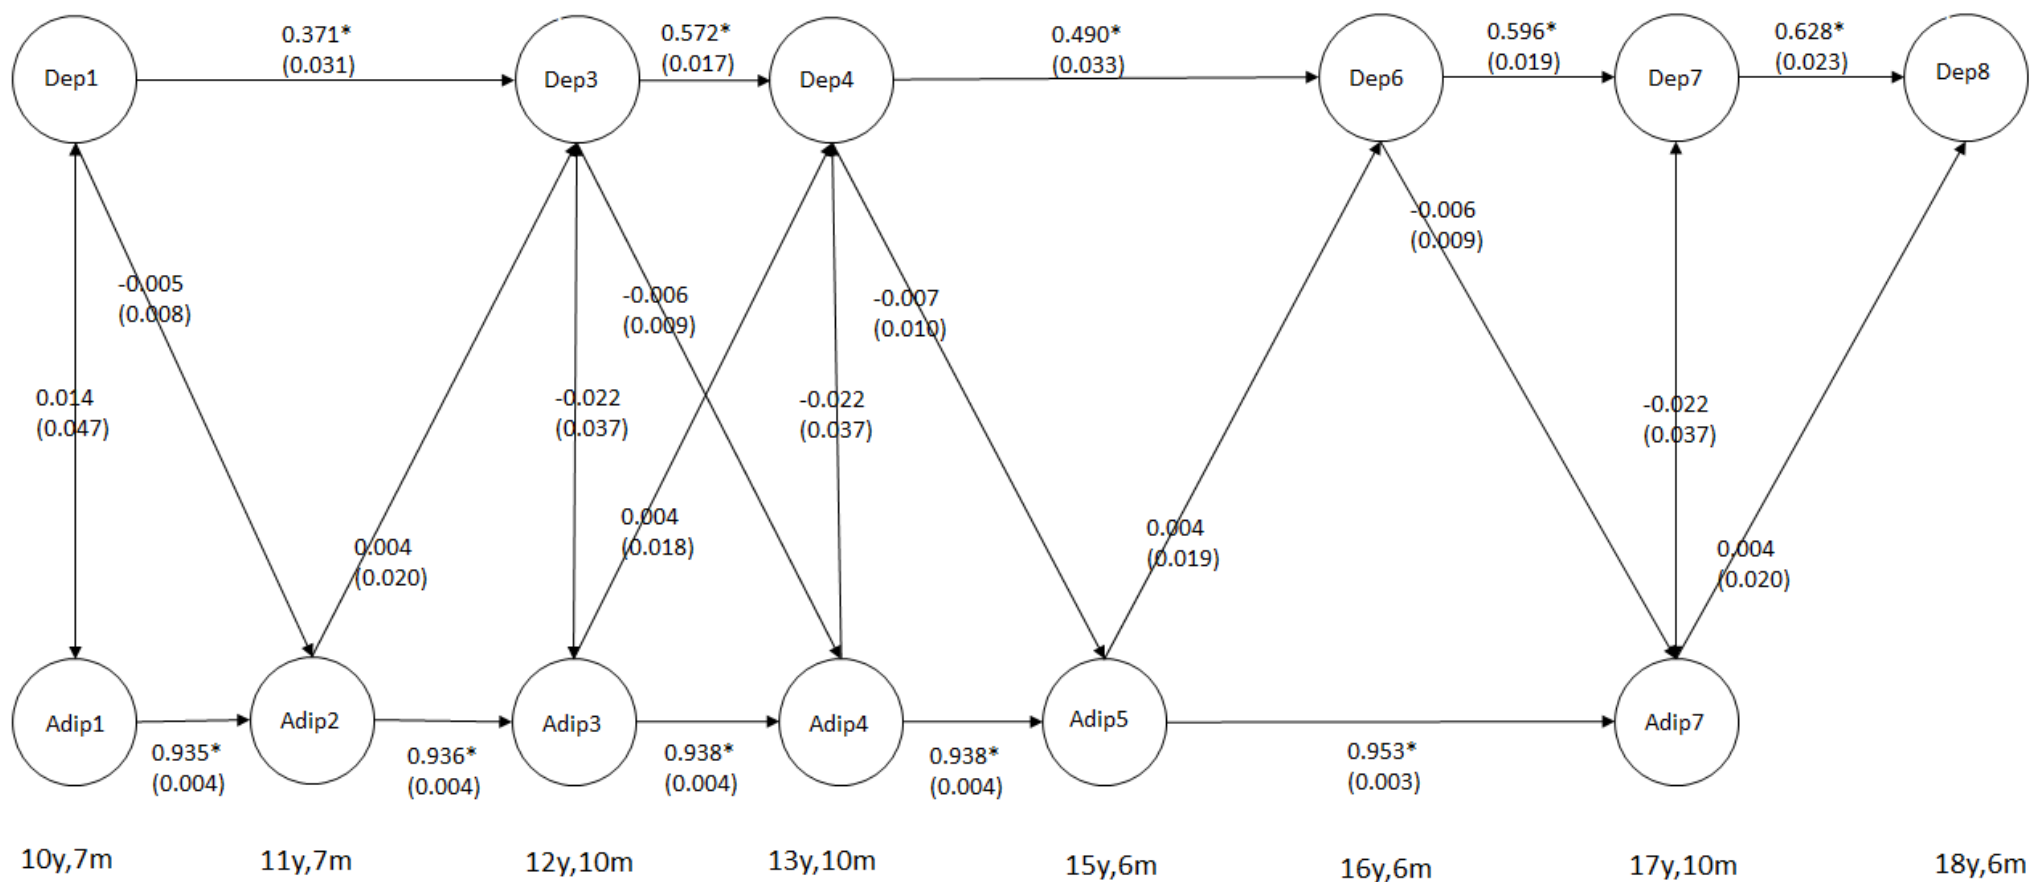 0.371*
(0.031)
0.572*
(0.017)
0.490*
(0.033)
0.596*
(0.019)
0.628*
(0.023)
Dep1
Dep3
Dep4
Dep6
Dep7
Dep8
-0.006
(0.009)
-0.005
(0.008)
-0.006
(0.009)
-0.007
(0.010)
0.014
(0.047)
-0.022
(0.037)
-0.022
(0.037)
-0.022
(0.037)
0.004
(0.020)
0.004
(0.018)
0.004
(0.019)
0.004
(0.020)
Adip1
Adip2
Adip3
Adip4
Adip5
Adip7
0.935*
(0.004)
0.936*
(0.004)
0.938*
(0.004)
0.938*
(0.004)
0.953*
(0.003)
10y,7m
11y,7m
12y,10m
13y,10m
15y,6m
16y,6m
17y,10m
18y,6m